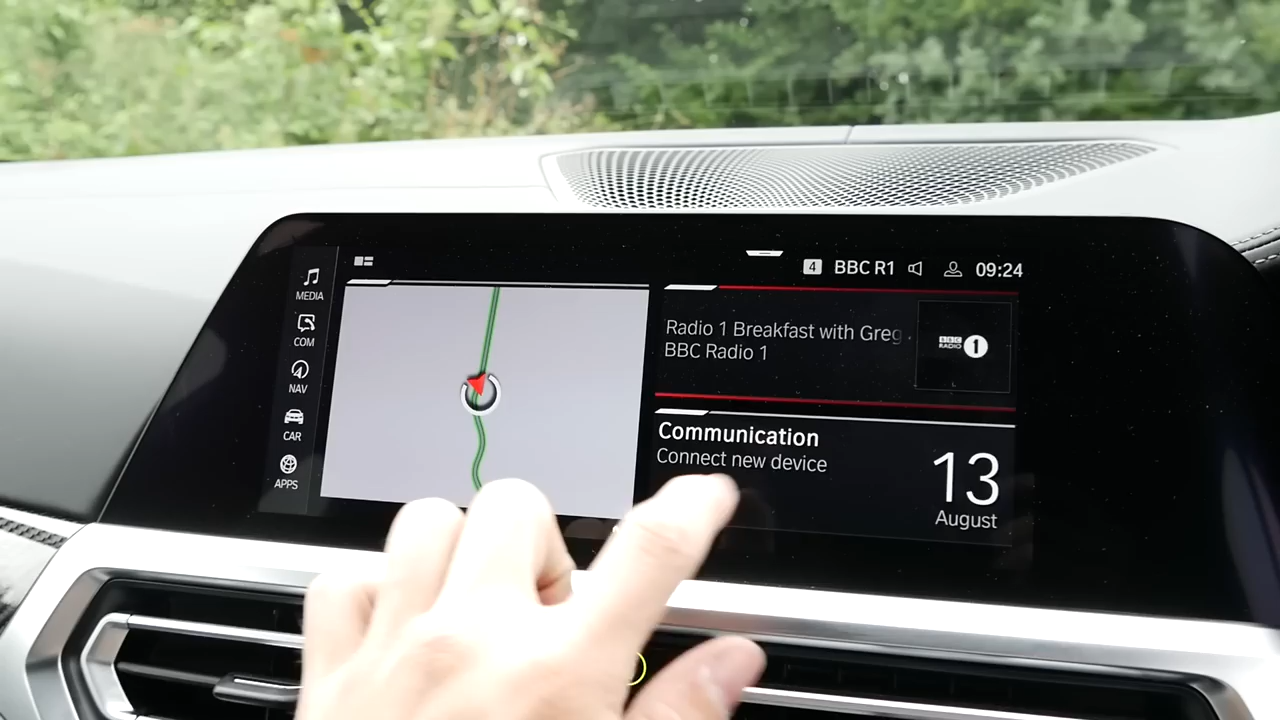 4 BBC R1 09:24
MEDIA
COM
NAV
CAR
APPS
Radio 1 Breakfast with Greg
BBC Radio 1
BBC
RADIO 1
Communication
Connect new device
13
August